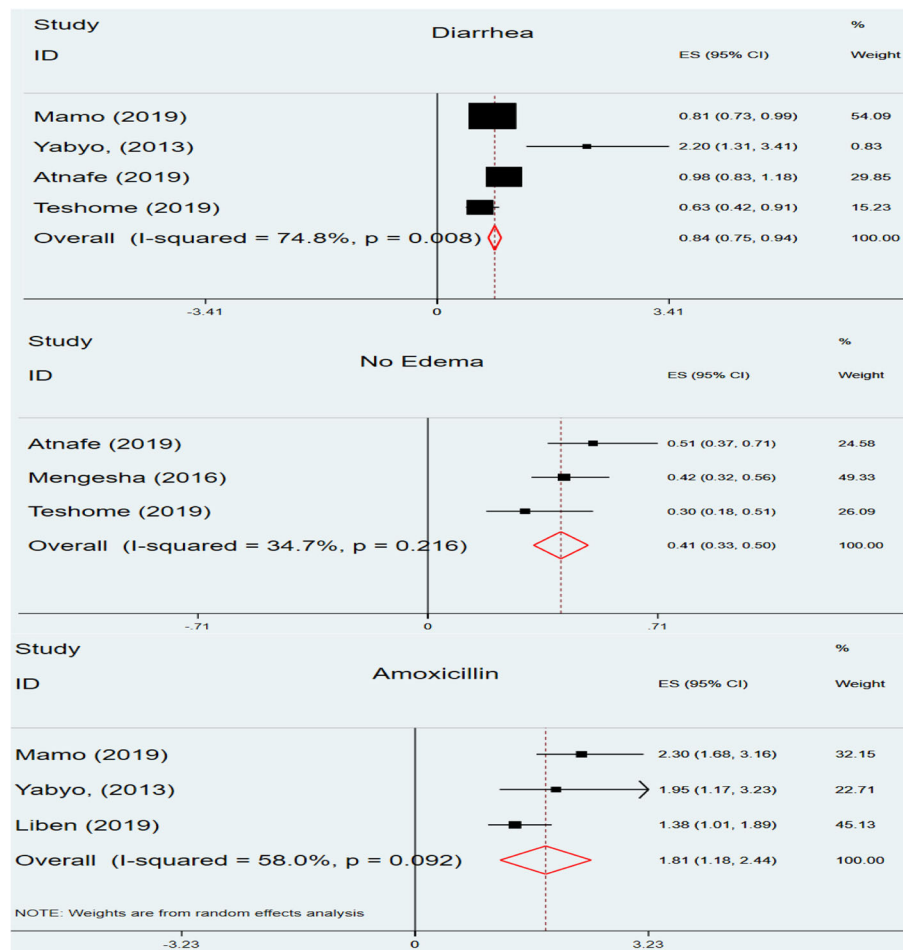 Study % 
Diarrhea
ID ES (95% CI) Weight
Mamo (2019) 0.81 (0.73, 0.99) 54.09
Yabyo, (2013) 2.20 (1.31, 3.41) 0.83
Atnafe (2019) 0.98 (0.83, 1.18) 29.85
Teshome (2019) 0.63 (0.42, 0.91) 15.23
Overall (I-squared = 74.8%, p = 0.008) 0.84 (0.75, 0.94) 100.00
-3.41 0 3.41
Study %
No Edema
ID ES (95% CI) Weight
Atnafe (2019) 0.51 (0.37, 0.71) 24.58
Mengesha (2016) 0.42 (0.32, 0.56) 49.33
Teshome (2019) 0.30 (0.18, 0.51) 26.09
Overall (I-squared = 34.7%, p = 0.216) 0.41 (0.33, 0.50) 100.00
-.71 0 .71
Study %
Amoxicillin
ID ES (95% CI) Weight
Mamo (2019) 2.30 (1.68, 3.16) 32.15
Yabyo, (2013) 1.95 (1.17, 3.23) 22.71
Liben (2019) 1.38 (1.01, 1.89) 45.13
Overall (I-squared = 58.0%, p = 0.092) 1.81 (1.18, 2.44) 100.00
NOTE: Weights are from random effects analysis
-3.23 0 3.23